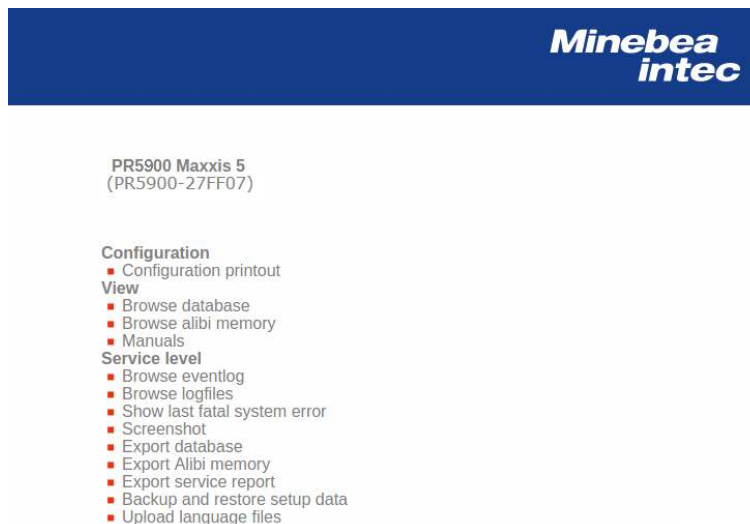 Minebea
intec
PR5900 Maxxis 5
(PR5900-27FF07)
Configuration
Configuration printout
View
Browse database
Browse alibi memory
Manuals
Service level
Browse eventlog
Browse logfiles
Show last fatal system error
Screenshot
Export database
Export Alibi memory
Export service report
Backup and restore setup data
Upload language files